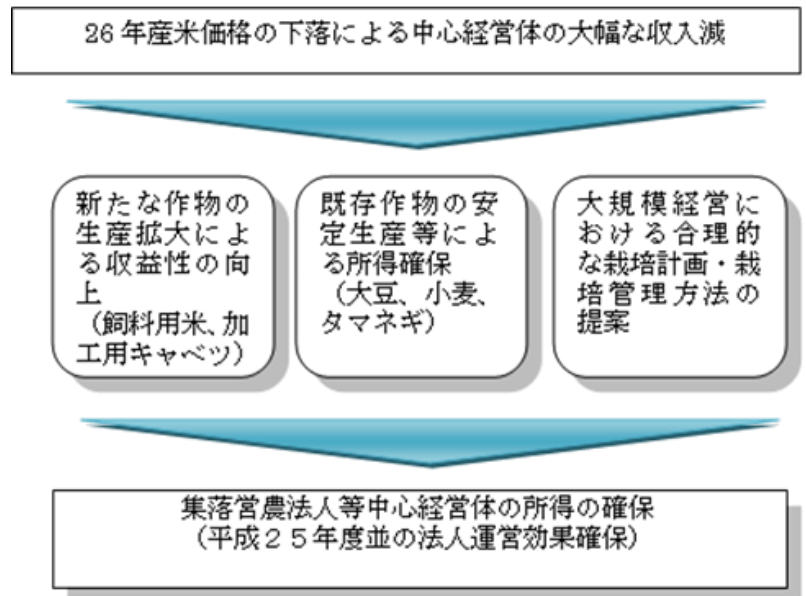 26年産米価格の下落による中心経営体の大幅な収入減
新たな作物の
生産拡大によ
る収益性の向
上
（飼料用米、加
工用キャベツ）
既存作物の安
定生産等によ
る所得確保
（大豆、小麦、
タマネギ）
大規模経営に
おける合理的
な栽培計画・栽
培管理方法の
提案
集落営農法人等中心経営体の所得の確保
（平成２５年度並の法人運営効果確保）